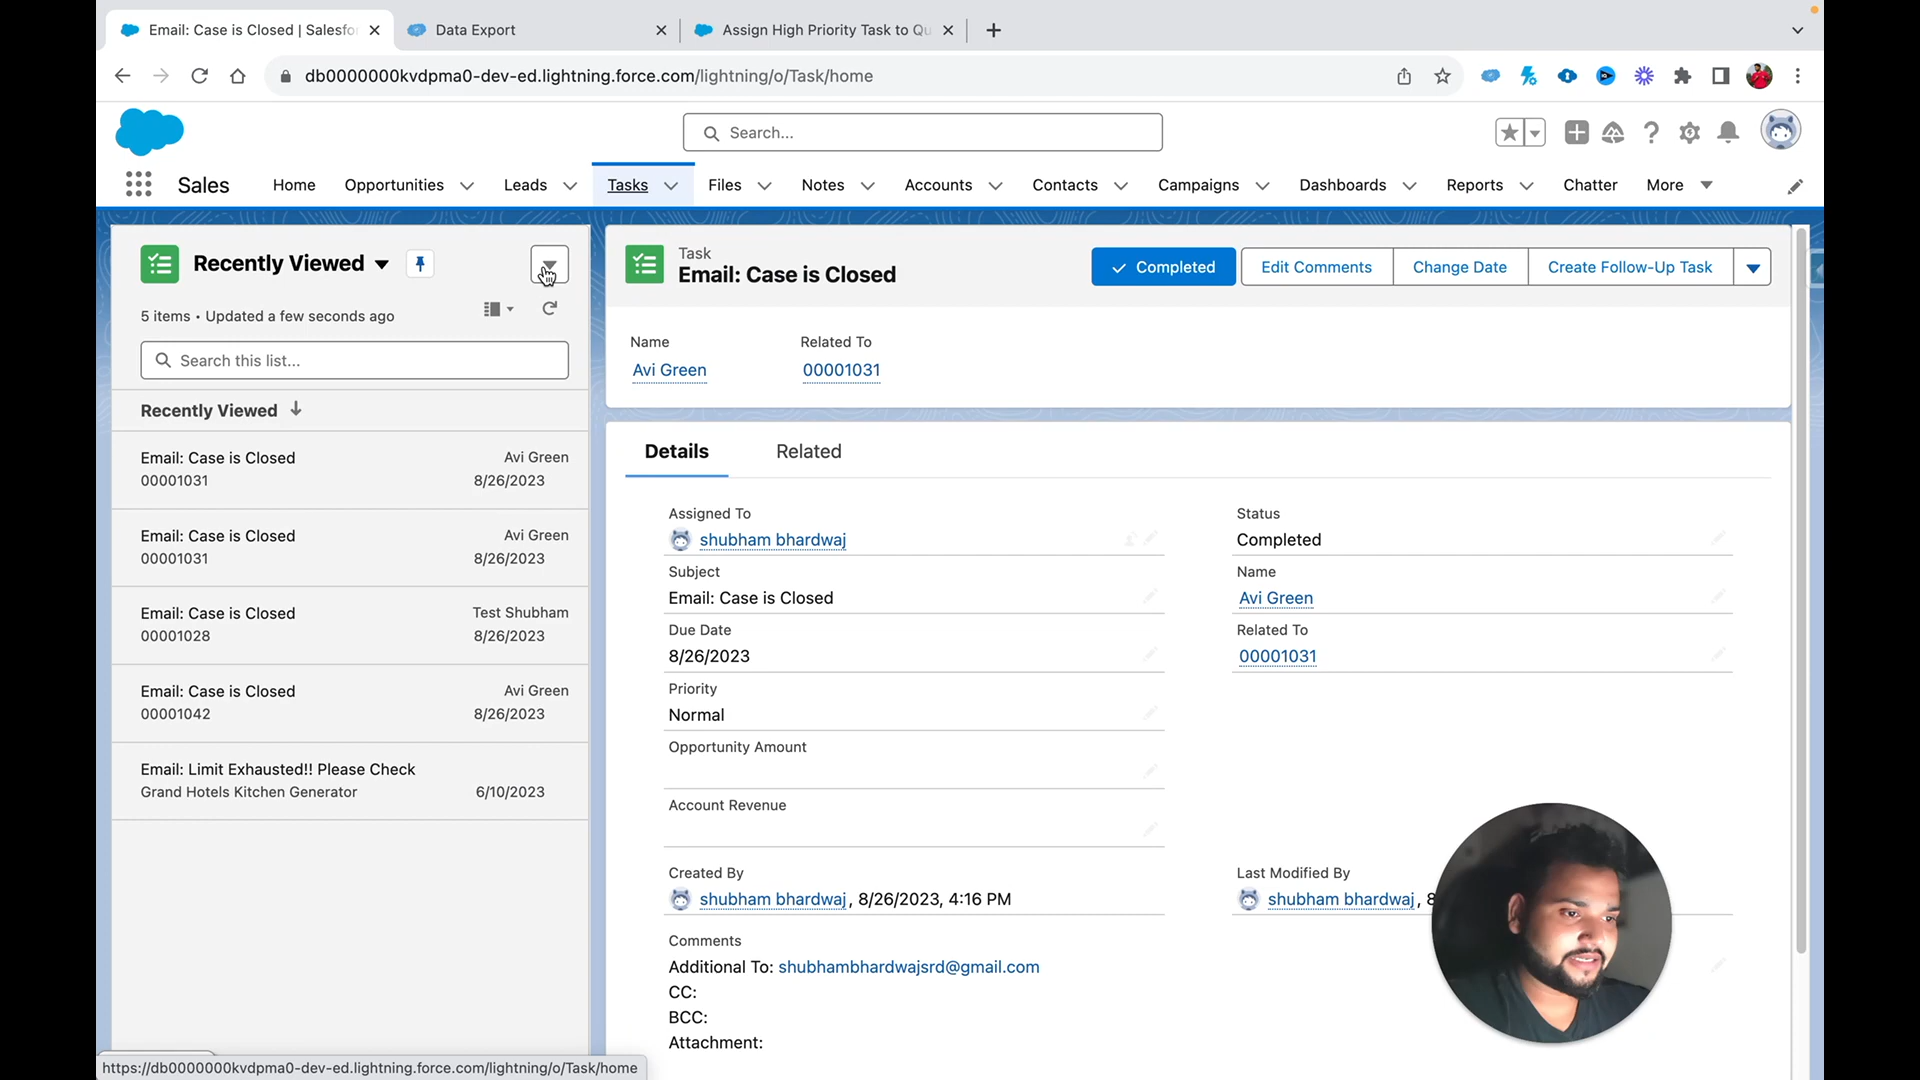 Email: Case is Closed | Salesfo
Data Export
Assign High Priority Task to Qu
db0000000kvdpma0-dev-ed.lightning.force.com/lightning/o/Task/home
Search...
Sales
Home
Opportunities
Leads
Tasks
Files
Notes
Accounts
Contacts
Campaigns
Dashboards
Reports
Chatter
More
Recently Viewed
5 items • Updated a few seconds ago
Search this list...
Recently Viewed
Email: Case is Closed Avi Green
00001031 8/26/2023
Email: Case is Closed Avi Green
00001031 8/26/2023
Email: Case is Closed Test Shubham
00001028 8/26/2023
Email: Case is Closed Avi Green
00001042 8/26/2023
Email: Limit Exhausted!! Please Check
Grand Hotels Kitchen Generator 6/10/2023
Task
Email: Case is Closed
Completed
Edit Comments
Change Date
Create Follow-Up Task
Name Related To
Avi Green 00001031
Details Related
Assigned To Status
shubham bhardwaj Completed
Subject Name
Email: Case is Closed Avi Green
Due Date Related To
8/26/2023 00001031
Priority
Normal
Opportunity Amount
Account Revenue
Created By Last Modified By
shubham bhardwaj, 8/26/2023, 4:16 PM shubham bhardwaj, 8
Comments
Additional To: shubhambhardwajsrd@gmail.com
CC:
BCC:
Attachment:
https://db0000000kvdpma0-dev-ed.lightning.force.com/lightning/o/Task/home